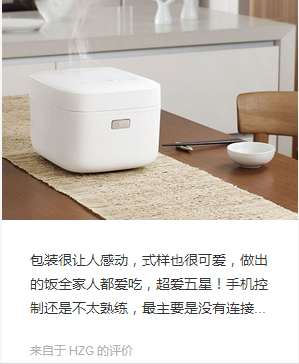 包装很让人感动，式样也很可爱，做出
的饭全家人都爱吃，超爱五星！手机控
制还是不太熟练，最主要是没有连接...
来自于 HZG 的评价